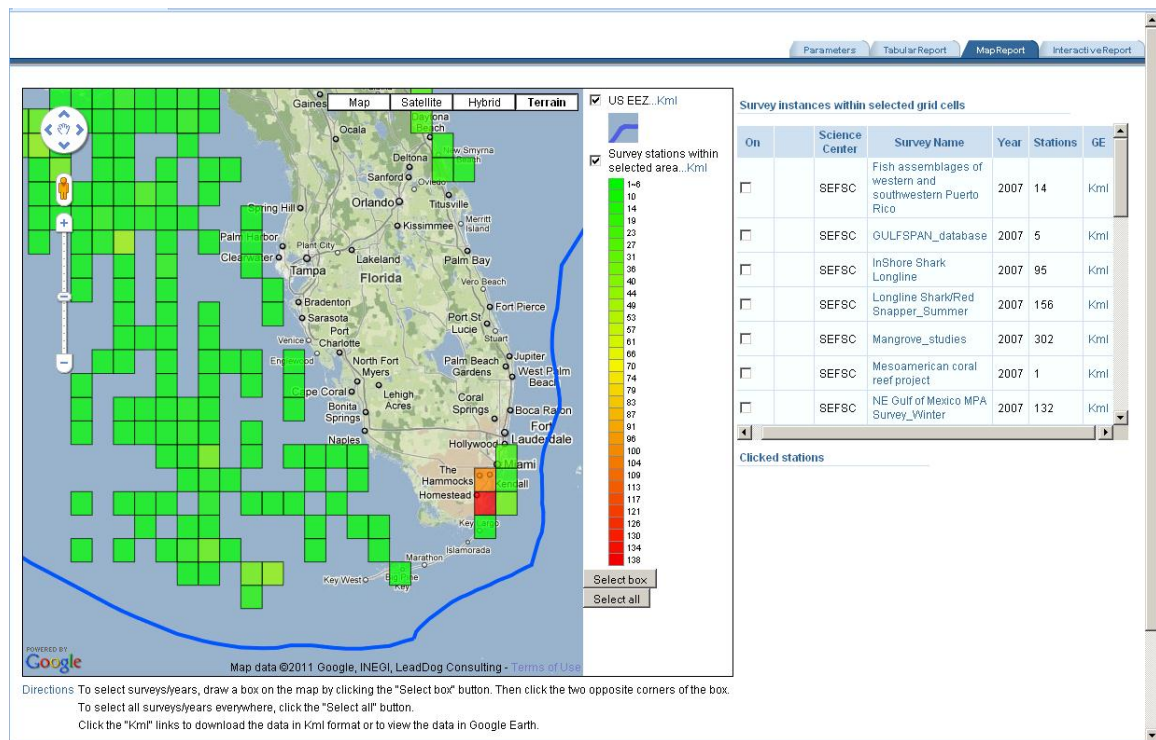 Parameters
TabularReport
MapReport
InteractiveReport
Map
Satellite
Hybrid
Terrain
Gaines
Ocala
Daytona
Beach
Deltona
New Smyrna
Beach
Sanford
Oviedo
Orlando
Titusville
Spring Hill
Kissimmee
Merritt
Island
Palm Harbor
Clearwater
Plant City
Tampa
Lakeland
Palm Bay
Florida
Vero Beach
Bradenton
Fort Pierce
Sarasota
Port St
Lucie
Stuart
Venice
Port
Charlotte
Englewood
North Fort
Myers
Palm Beach
Gardens
Jupiter
West Palm
Beach
Cape Coral
Lehigh
Acres
Bonita
Springs
Coral
Springs
Boca Raton
Fort
Lauderdale
Naples
Hollywood
Miami
The
Hammocks
Kendall
Homestead
Key Largo
Islamorada
Marathon
Key West
Big Pine
Key
POWERED BY
Google
Map data ©2011 Google, INEGI, LeadDog Consulting - Terms of Use
US EEZ...Kml
Survey stations within
selected area...Kml
1-6
10
14
19
23
27
31
36
40
44
49
53
57
61
66
70
74
79
83
87
91
96
100
104
109
113
117
121
126
130
134
138
Select box
Select all
Survey instances within selected grid cells
On Science Center Survey Name Year Stations GE
SEFSC Fish assemblages of western and southwestern Puerto Rico 2007 14 Kml
SEFSC GULFSPAN_database 2007 5 Kml
SEFSC InShore Shark Longline 2007 95 Kml
SEFSC Longline Shark/Red Snapper_Summer 2007 156 Kml
SEFSC Mangrove_studies 2007 302 Kml
SEFSC Mesoamerican coral reef project 2007 1 Kml
SEFSC NE Gulf of Mexico MPA Survey_Winter 2007 132 Kml
Clicked stations
Directions To select surveys/years, draw a box on the map by clicking the "Select box" button. Then click the two opposite corners of the box.
To select all surveys/years everywhere, click the "Select all" button.
Click the "Kml" links to download the data in Kml format or to view the data in Google Earth.